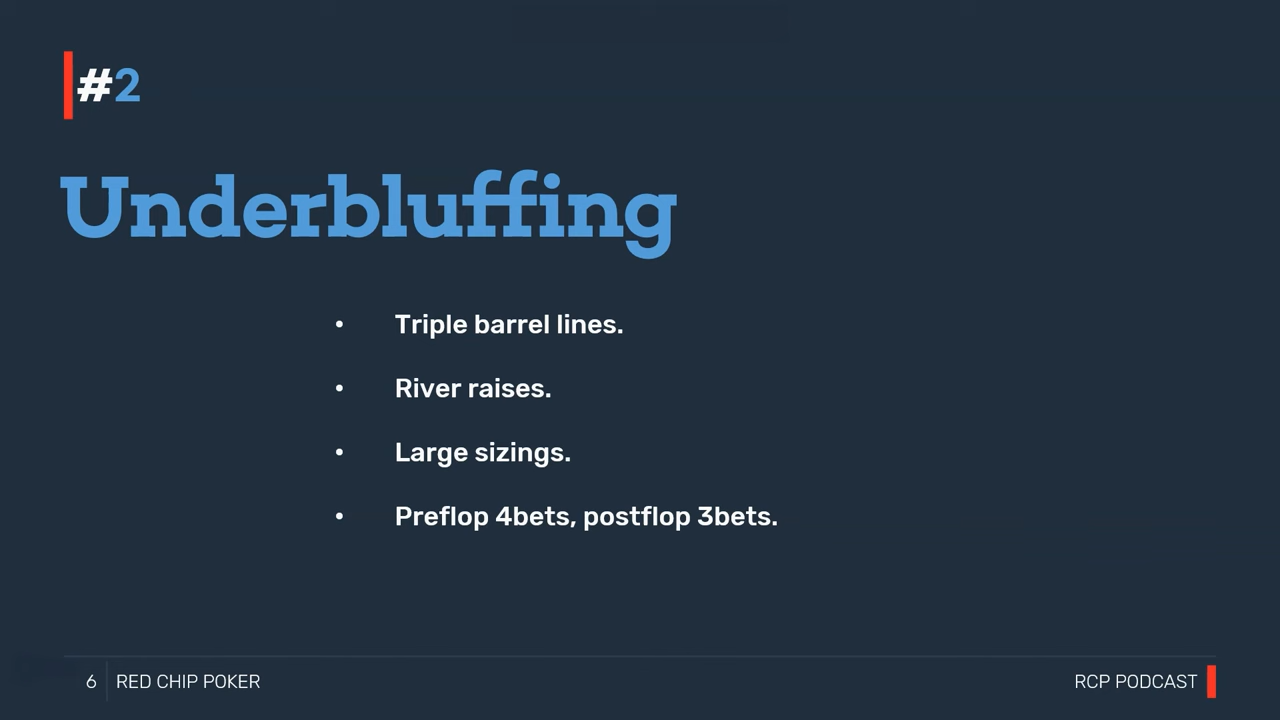 #2
Underbluffing
• Triple barrel lines.
• River raises.
• Large sizings.
• Preflop 4bets, postflop 3bets.
6 RED CHIP POKER RCP PODCAST